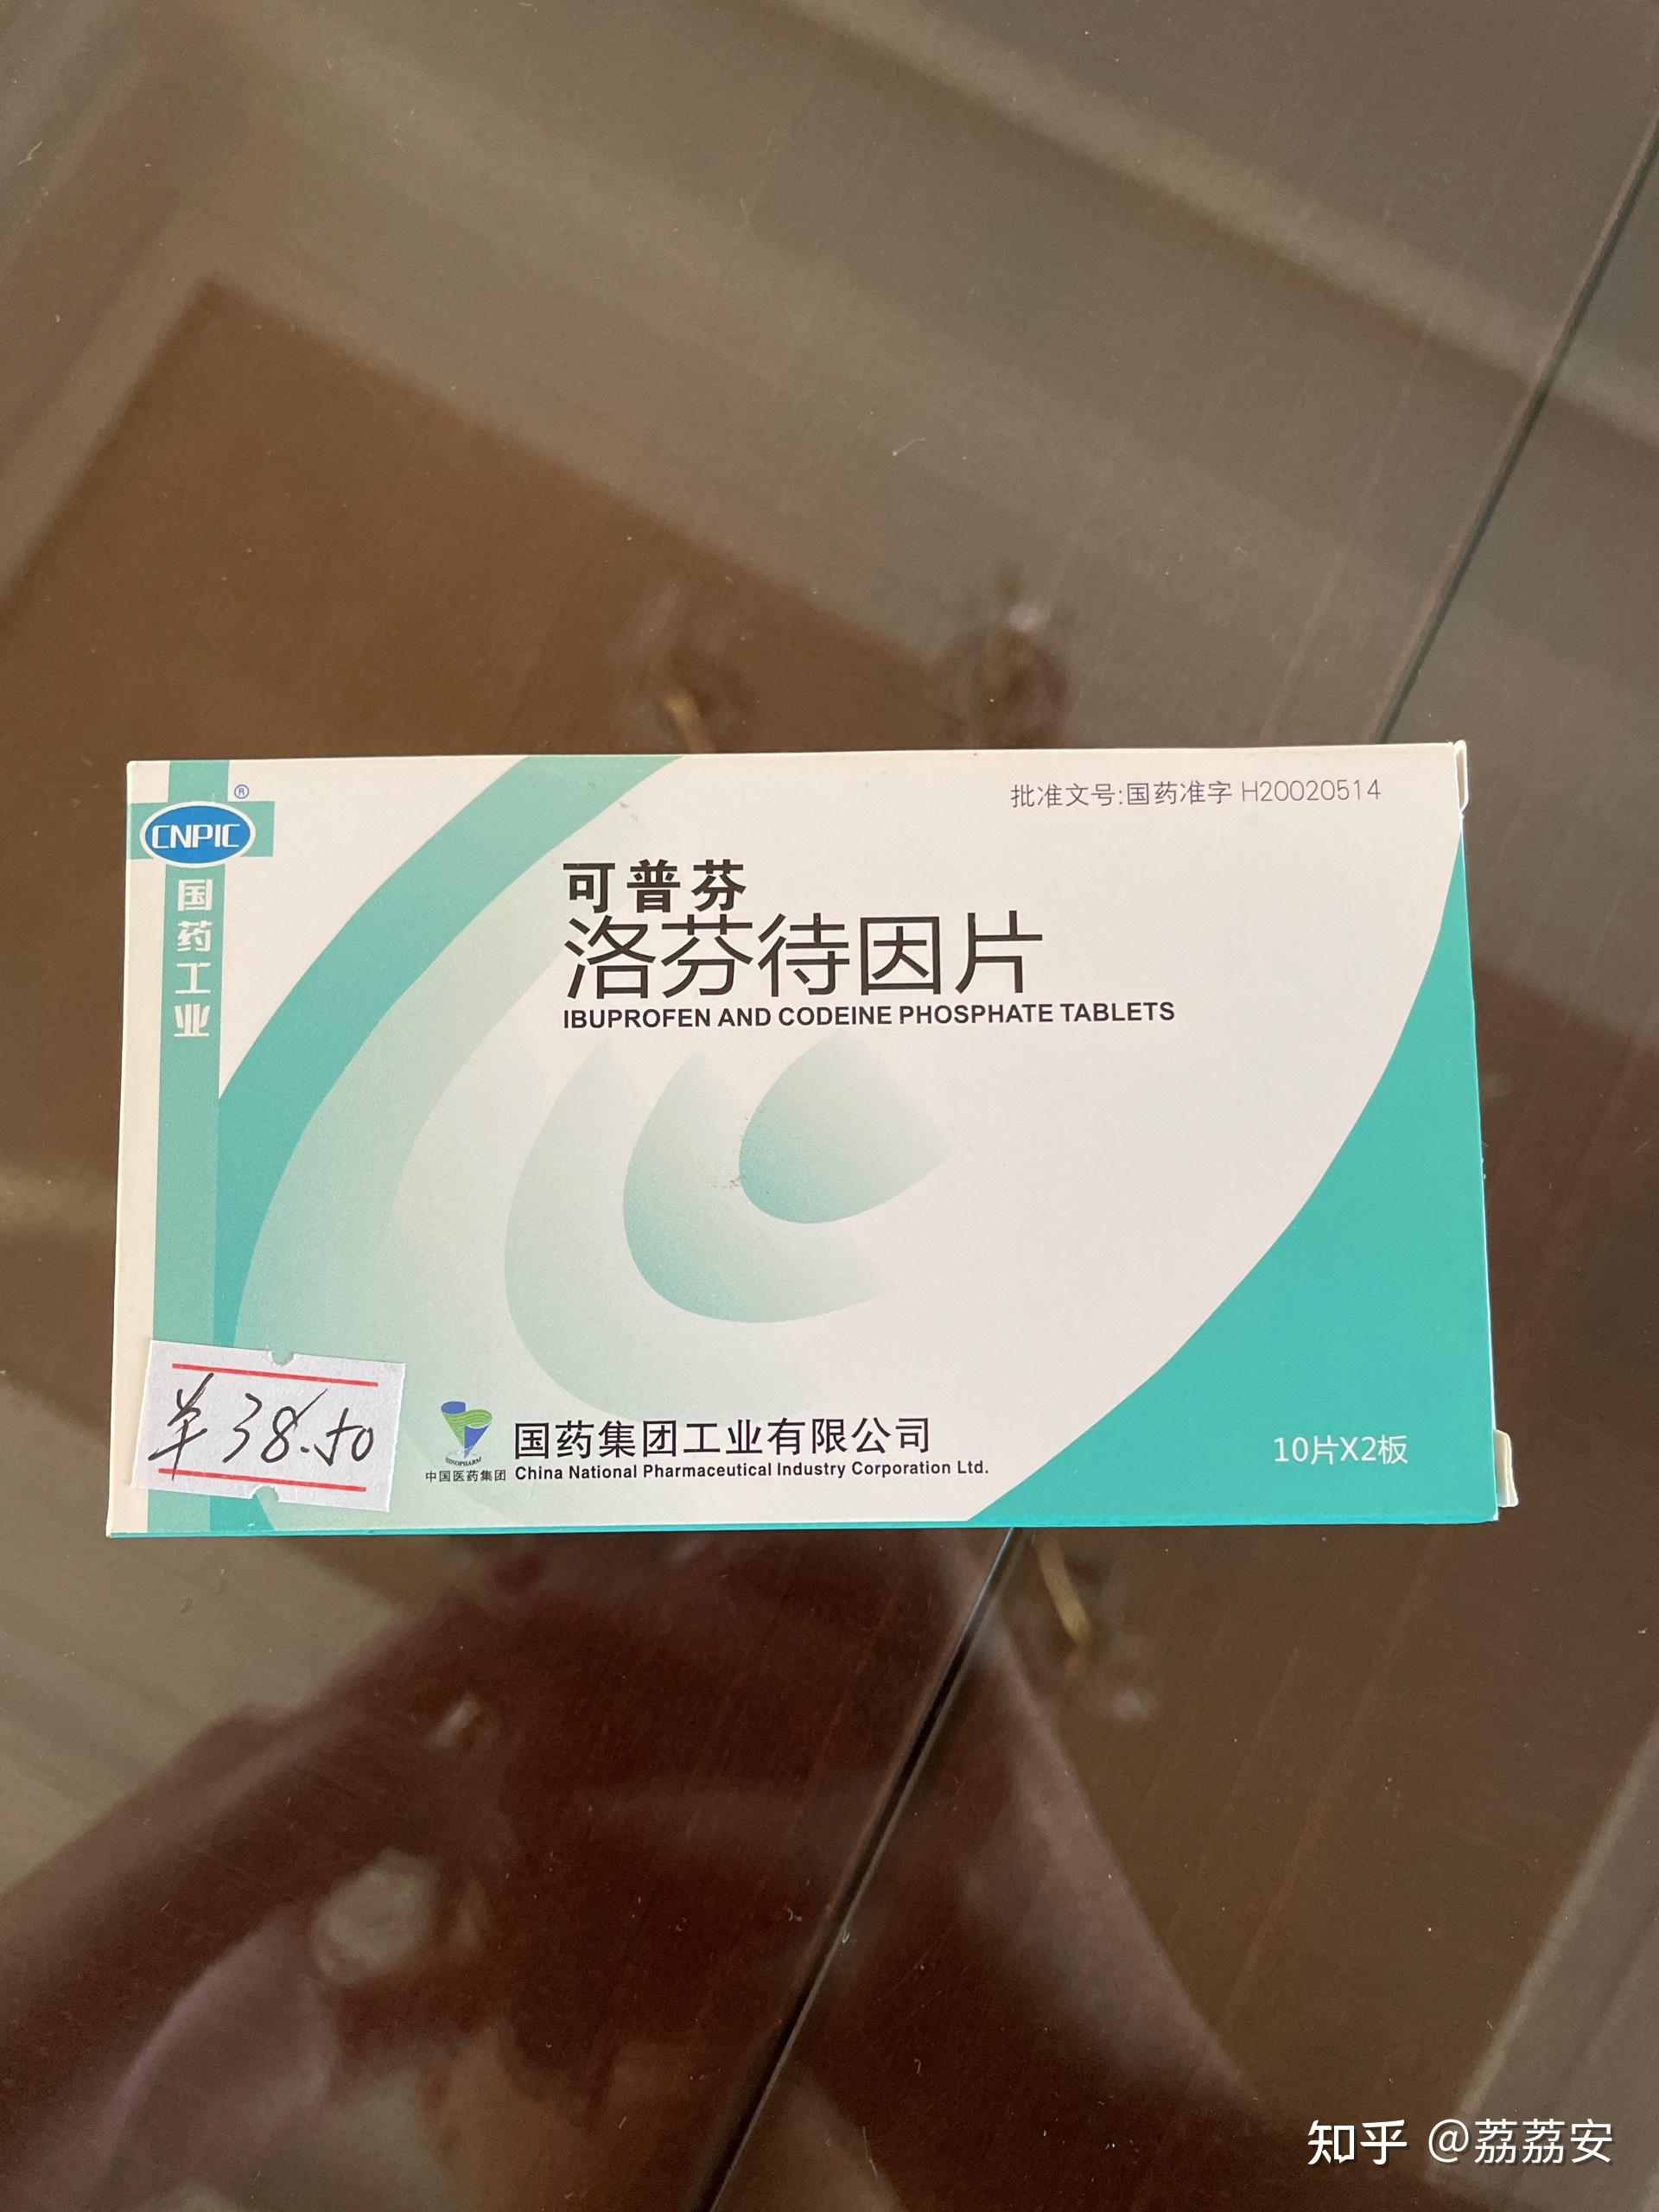 批准文号:国药准字 H20020514
CNPIC
®
国药工业
可普芬
洛芬待因片
IBUPROFEN AND CODEINE PHOSPHATE TABLETS
¥38.50
SINOPHARM
中国医药集团
国药集团工业有限公司
China National Pharmaceutical Industry Corporation Ltd.
10片X2板
知乎 @荔荔安